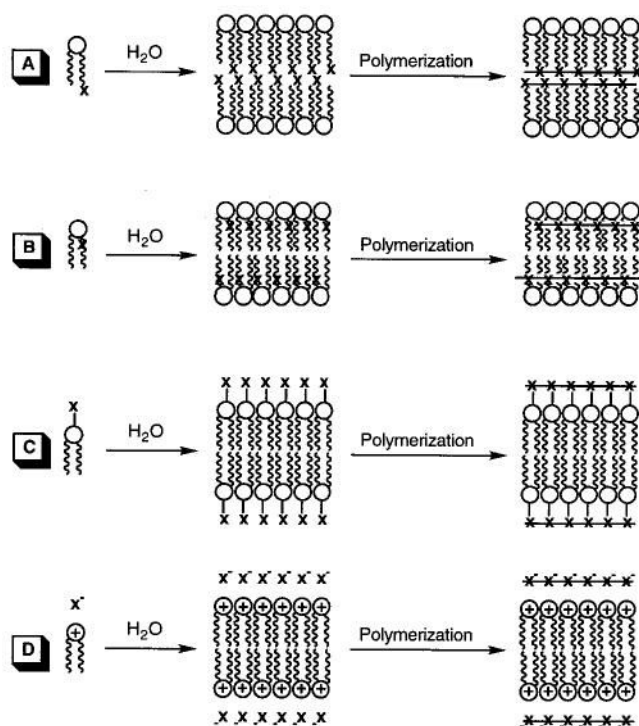 A H₂O Polymerization
x
B H₂O Polymerization
x
x x x x x x
x
C H₂O Polymerization
x x x x x x
x⁻ x⁻ x⁻ x⁻ x⁻ x⁻
x⁻
+ + + + + +
D + H₂O Polymerization
+ + + + + +